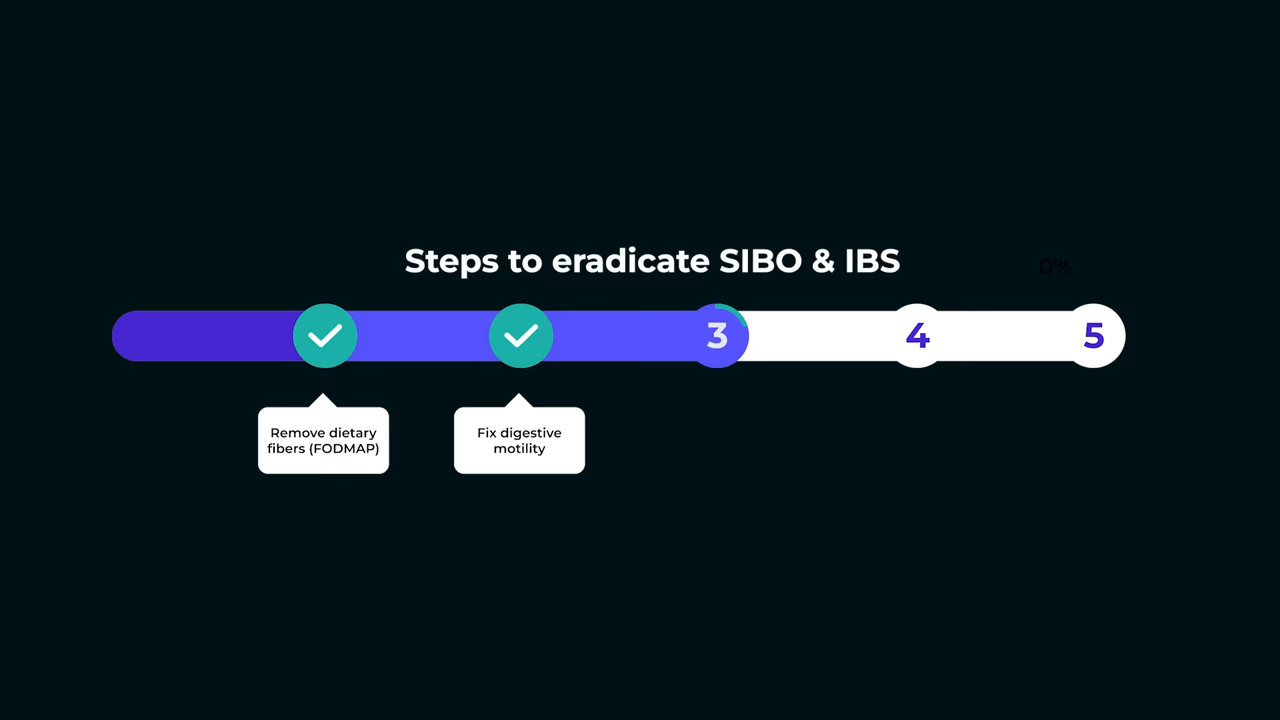 Steps to eradicate SIBO & IBS
0%
3
4
5
Remove dietary
fibers (FODMAP)
Fix digestive
motility